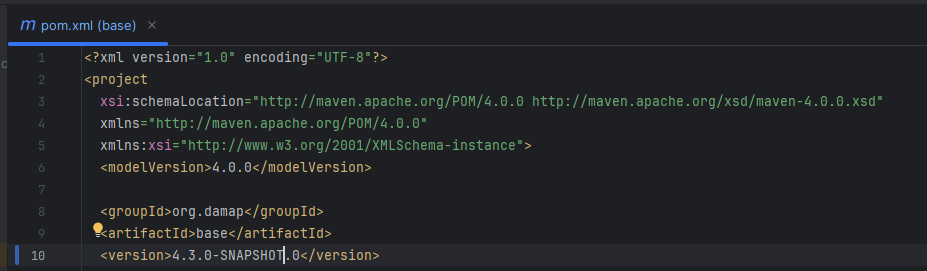 m pom.xml (base) ×
1 <?xml version="1.0" encoding="UTF-8"?>
2 <project
3 xsi:schemaLocation="http://maven.apache.org/POM/4.0.0 http://maven.apache.org/xsd/maven-4.0.0.xsd"
4 xmlns="http://maven.apache.org/POM/4.0.0"
5 xmlns:xsi="http://www.w3.org/2001/XMLSchema-instance">
6 <modelVersion>4.0.0</modelVersion>
7
8 <groupId>org.damap</groupId>
9 <artifactId>base</artifactId>
10 <version>4.3.0-SNAPSHOT.0</version>